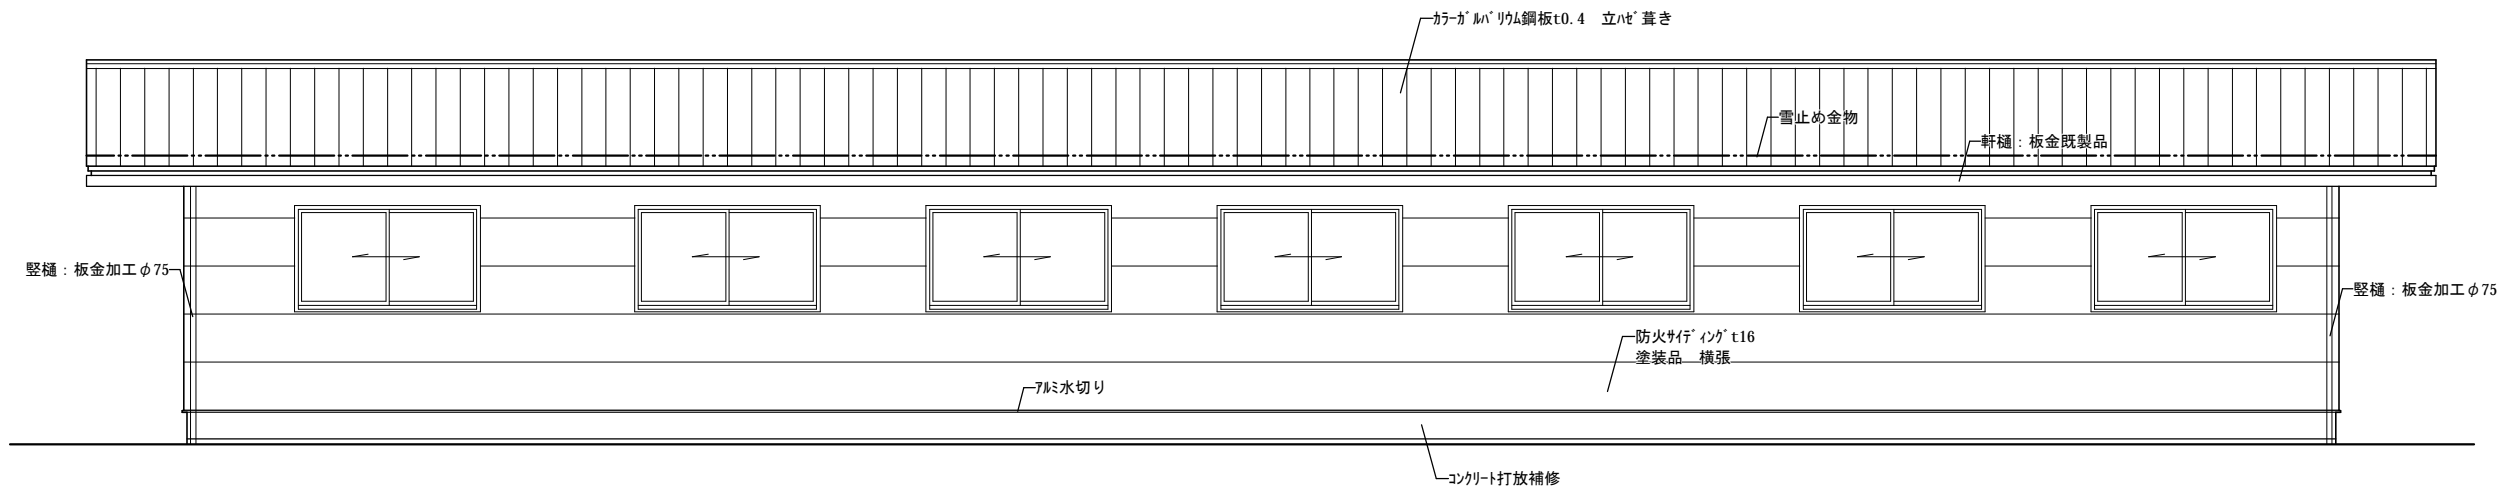 ｶﾗｰｶﾞﾙﾊﾞﾘｳﾑ鋼板t0.4　立ﾊｾﾞ葺き
雪止め金物
軒樋：板金既製品
竪樋：板金加工φ75
竪樋：板金加工φ75
防火ｻｲﾃﾞｨﾝｸﾞt16
塗装品　横張
ｱﾙﾐ水切り
ｺﾝｸﾘｰﾄ打放補修